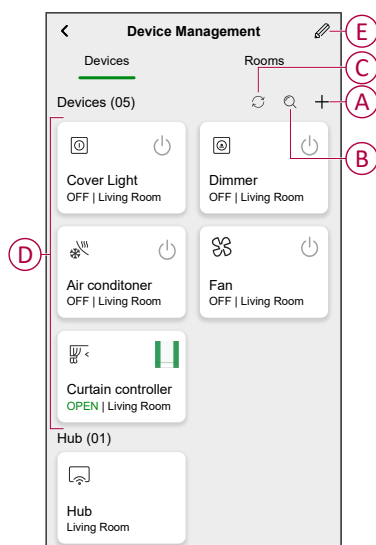 Device Management
E
Devices
Rooms
C
Devices (05)
A
B
Cover Light
OFF | Living Room
Dimmer
OFF | Living Room
D
Air conditoner
OFF | Living Room
Fan
OFF | Living Room
Curtain controller
OPEN | Living Room
Hub (01)
Hub
Living Room